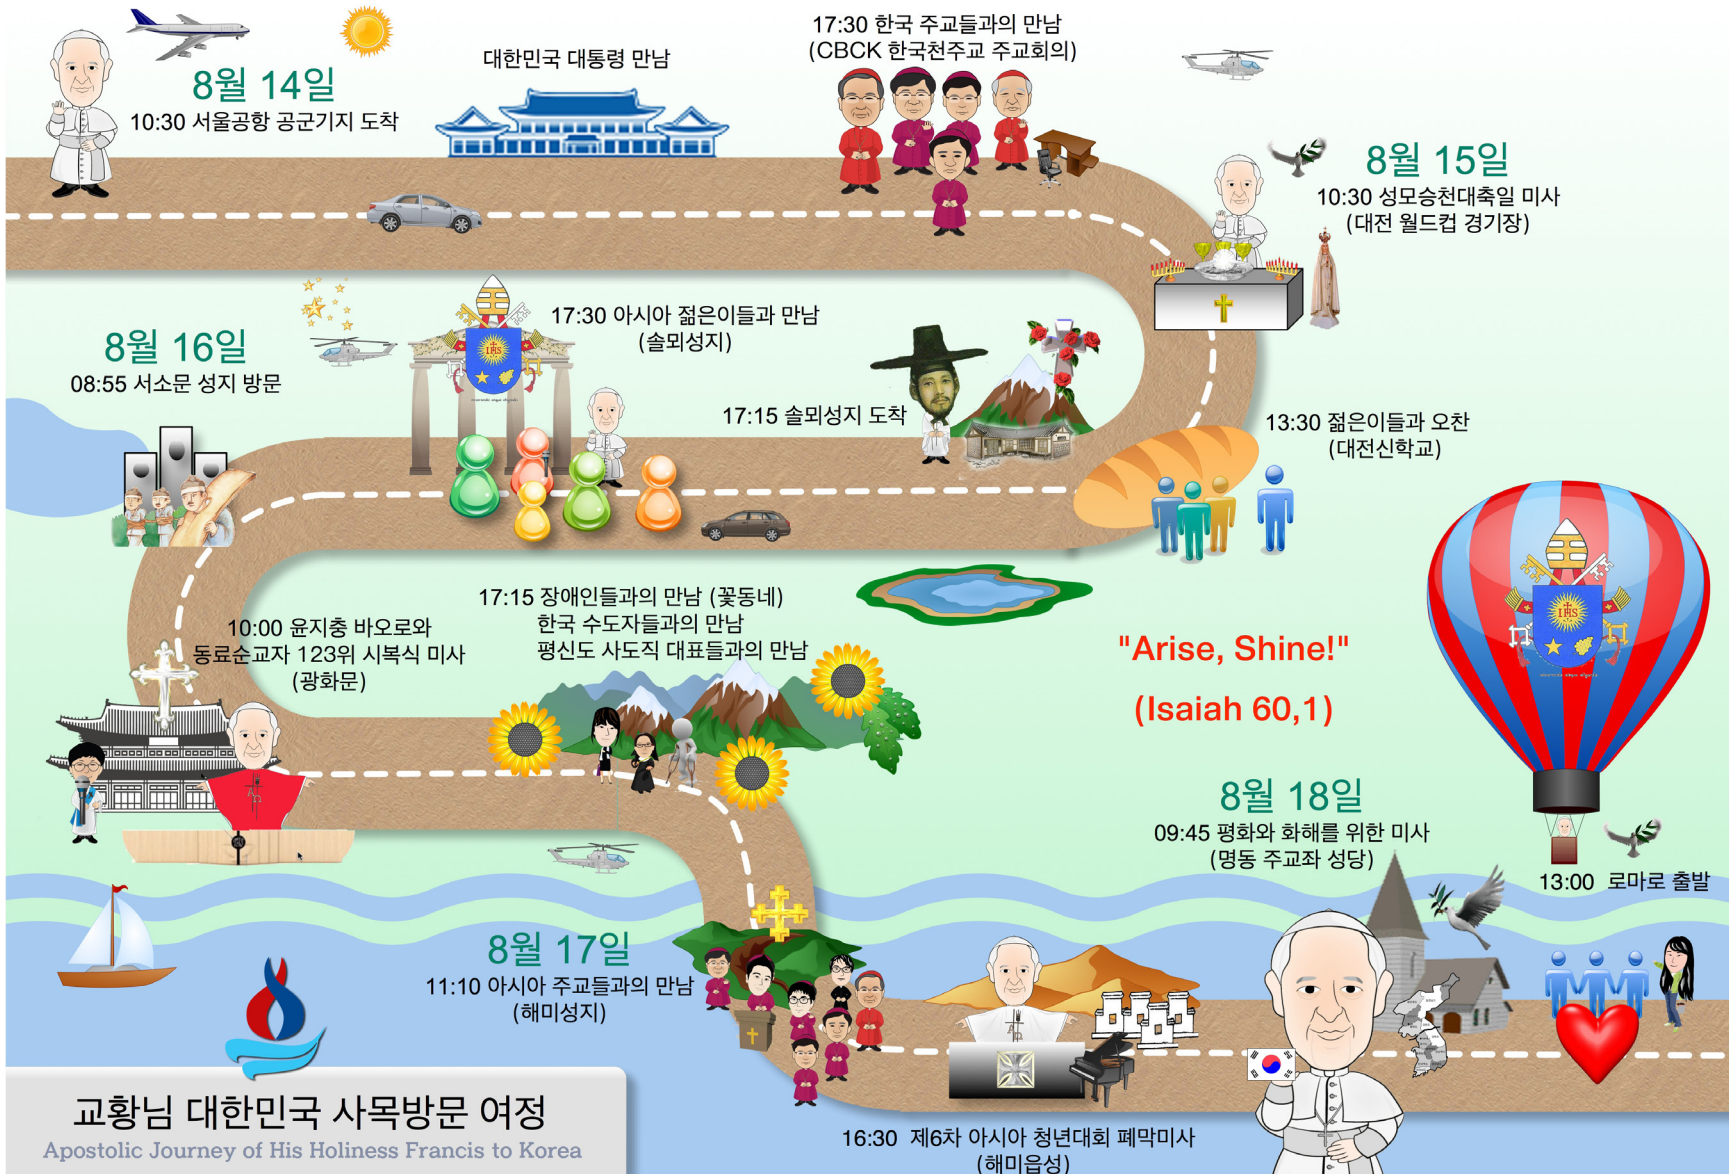 8월 14일
10:30 서울공항 공군기지 도착
대한민국 대통령 만남
17:30 한국 주교들과의 만남
(CBCK 한국천주교 주교회의)
8월 15일
10:30 성모승천대축일 미사
(대전 월드컵 경기장)
13:30 젊은이들과 오찬
(대전신학교)
17:15 솔뫼성지 도착
17:30 아시아 젊은이들과 만남
(솔뫼성지)
IHS
8월 16일
08:55 서소문 성지 방문
10:00 윤지충 바오로와
동료순교자 123위 시복식 미사
(광화문)
17:15 장애인들과의 만남 (꽃동네)
한국 수도자들과의 만남
평신도 사도직 대표들과의 만남
"Arise, Shine!"
(Isaiah 60,1)
IHS
8월 17일
11:10 아시아 주교들과의 만남
(해미성지)
16:30 제6차 아시아 청년대회 폐막미사
(해미읍성)
8월 18일
09:45 평화와 화해를 위한 미사
(명동 주교좌 성당)
13:00 로마로 출발
교황님 대한민국 사목방문 여정
Apostolic Journey of His Holiness Francis to Korea